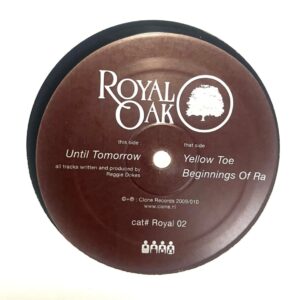 ROYAL
OAK
this side
Until Tomorrow
all tracks written and produced by
Reggie Dokes
that side
Yellow Toe
Beginnings Of Ra
℗+© : Clone Records 2009/010
www.clone.nl
cat# Royal 02